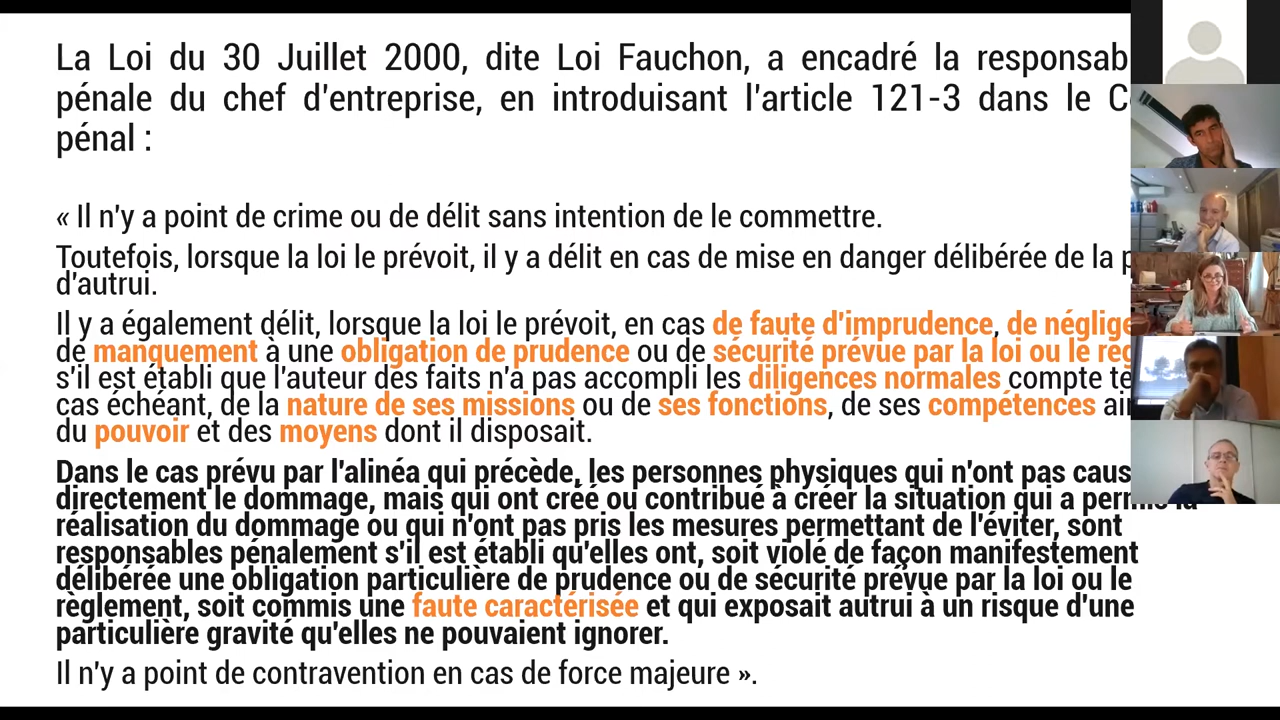 La Loi du 30 Juillet 2000, dite Loi Fauchon, a encadré la
pénale du chef d'entreprise, en introduisant l'article 121-3 dans le
pénal :
« Il n'y a point de crime ou de délit sans intention de le commettre.
Toutefois, lorsque la loi le prévoit, il y a délit en cas de mise en danger délibérée de la
d'autrui.
Il y a également délit, lorsque la loi le prévoit, en cas de faute d'imprudence, de
de manquement à une obligation de prudence ou de sécurité prévue par la loi ou le
s'il est établi que l'auteur des faits n'a pas accompli les diligences normales compte
cas échéant, de la nature de ses missions ou de ses fonctions, de ses compétences
du pouvoir et des moyens dont il disposait.
Dans le cas prévu par l'alinéa qui précède, les personnes physiques qui n'ont pas
directement le dommage, mais qui ont créé ou contribué à créer la situation qui a permis la
réalisation du dommage ou qui n'ont pas pris les mesures permettant de l'éviter, sont
responsables pénalement s'il est établi qu'elles ont, soit violé de façon manifestement
délibérée une obligation particulière de prudence ou de sécurité prévue par la loi ou le
règlement, soit commis une faute caractérisée et qui exposait autrui à un risque d'une
particulière gravité qu'elles ne pouvaient ignorer.
Il n'y a point de contravention en cas de force majeure ».